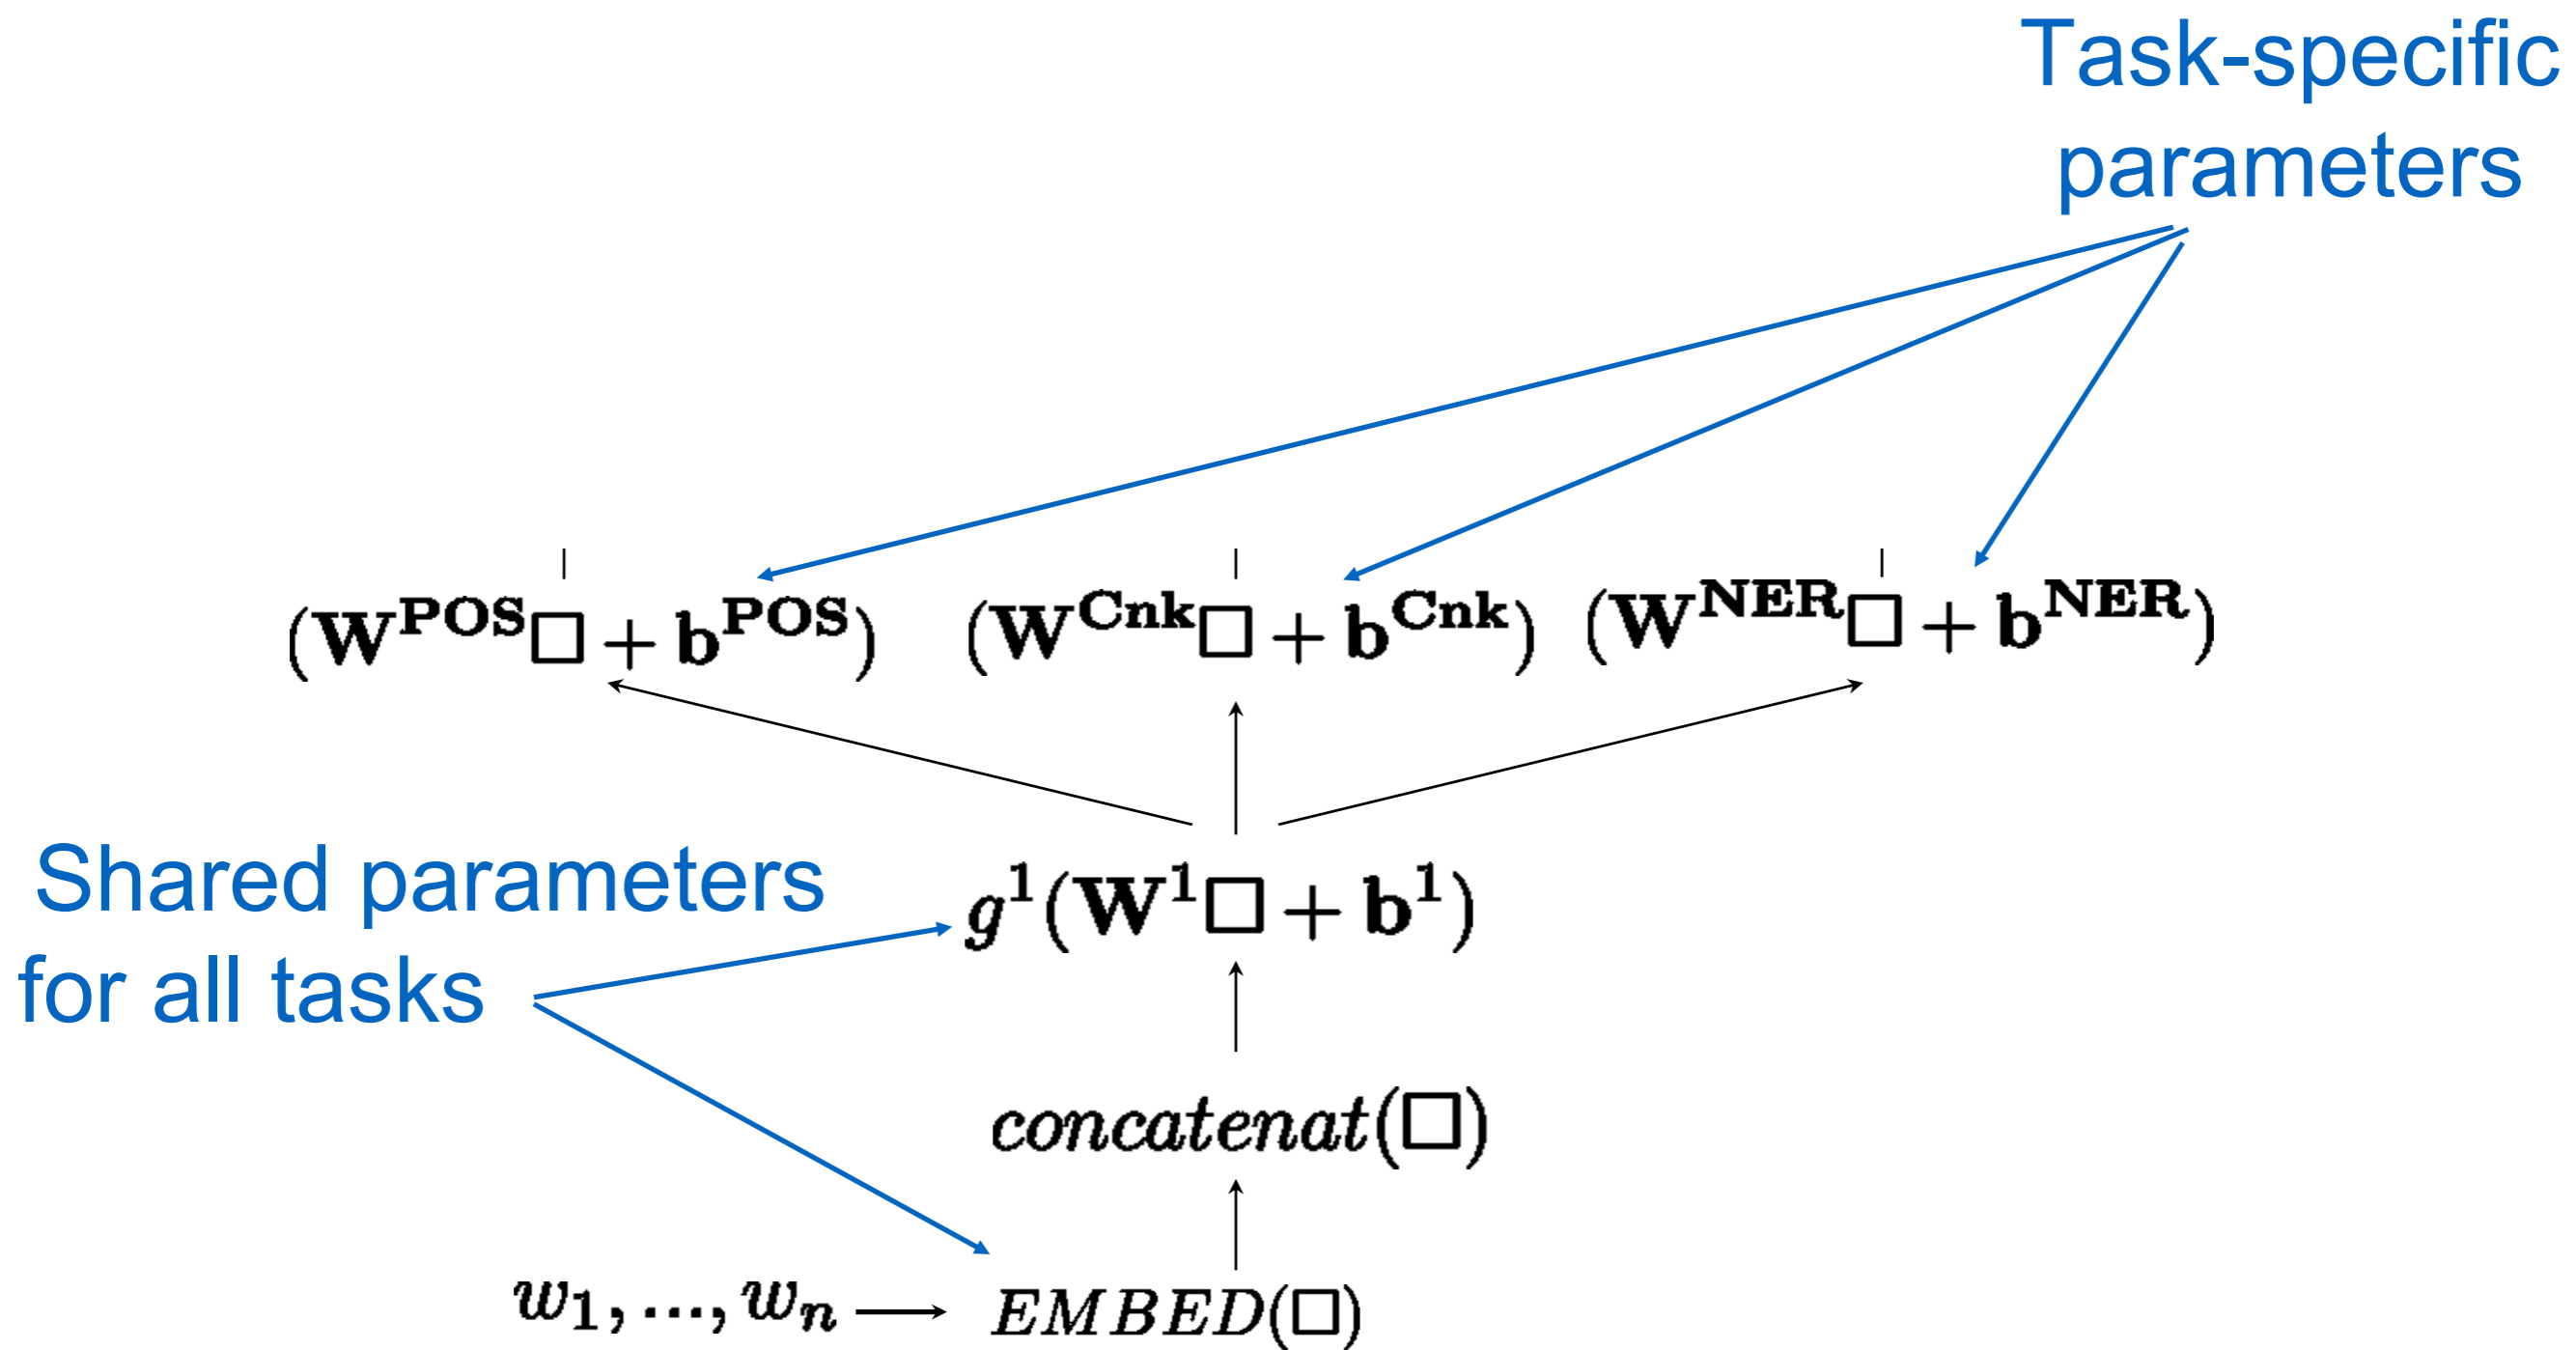 Task-specific
parameters
(W^POS□ + b^POS) (W^Cnk□ + b^Cnk) (W^NER□ + b^NER)
Shared parameters
for all tasks
g^1(W^1□ + b^1)
concatenat(□)
w_1, ..., w_n → EMBED(□)